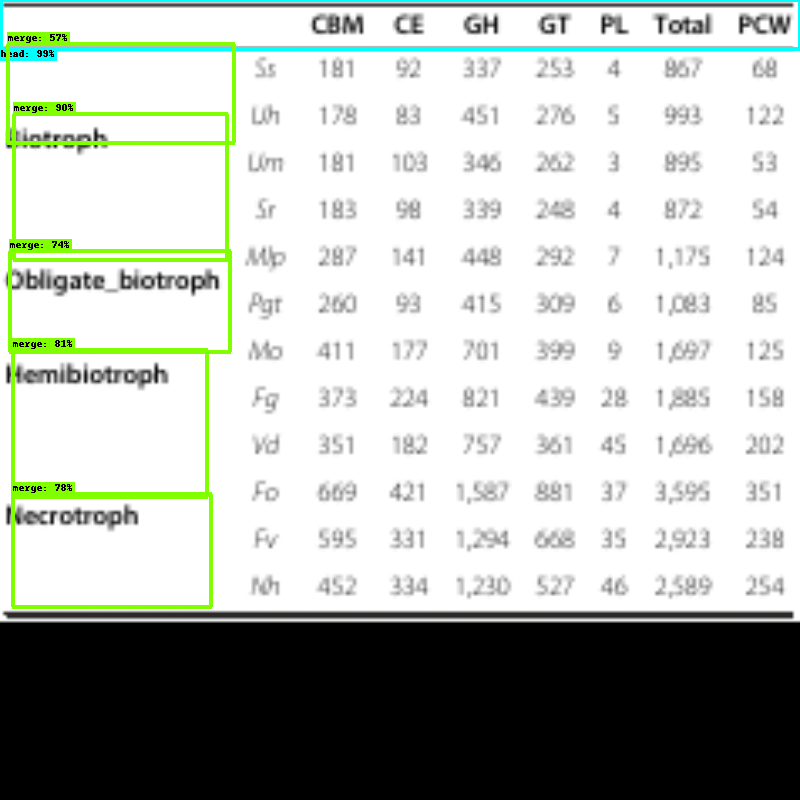 CBM CE GH GT PL Total PCW
merge: 57%
head: 99%
Ss 181 92 337 253 4 867 68
merge: 90%
Uh 178 83 451 276 5 993 122
Biotroph
Um 181 103 346 262 3 895 53
Sr 183 98 339 248 4 872 54
merge: 74%
Mlp 287 141 448 292 7 1,175 124
Obligate_biotroph
Pgt 260 93 415 309 6 1,083 85
merge: 81%
Mo 411 177 701 399 9 1,697 125
Hemibiotroph
Fg 373 224 821 439 28 1,885 158
Vd 351 182 757 361 45 1,696 202
merge: 78%
Fo 669 421 1,587 881 37 3,595 351
Necrotroph
Fv 595 331 1,294 668 35 2,923 238
Nh 452 334 1,230 527 46 2,589 254